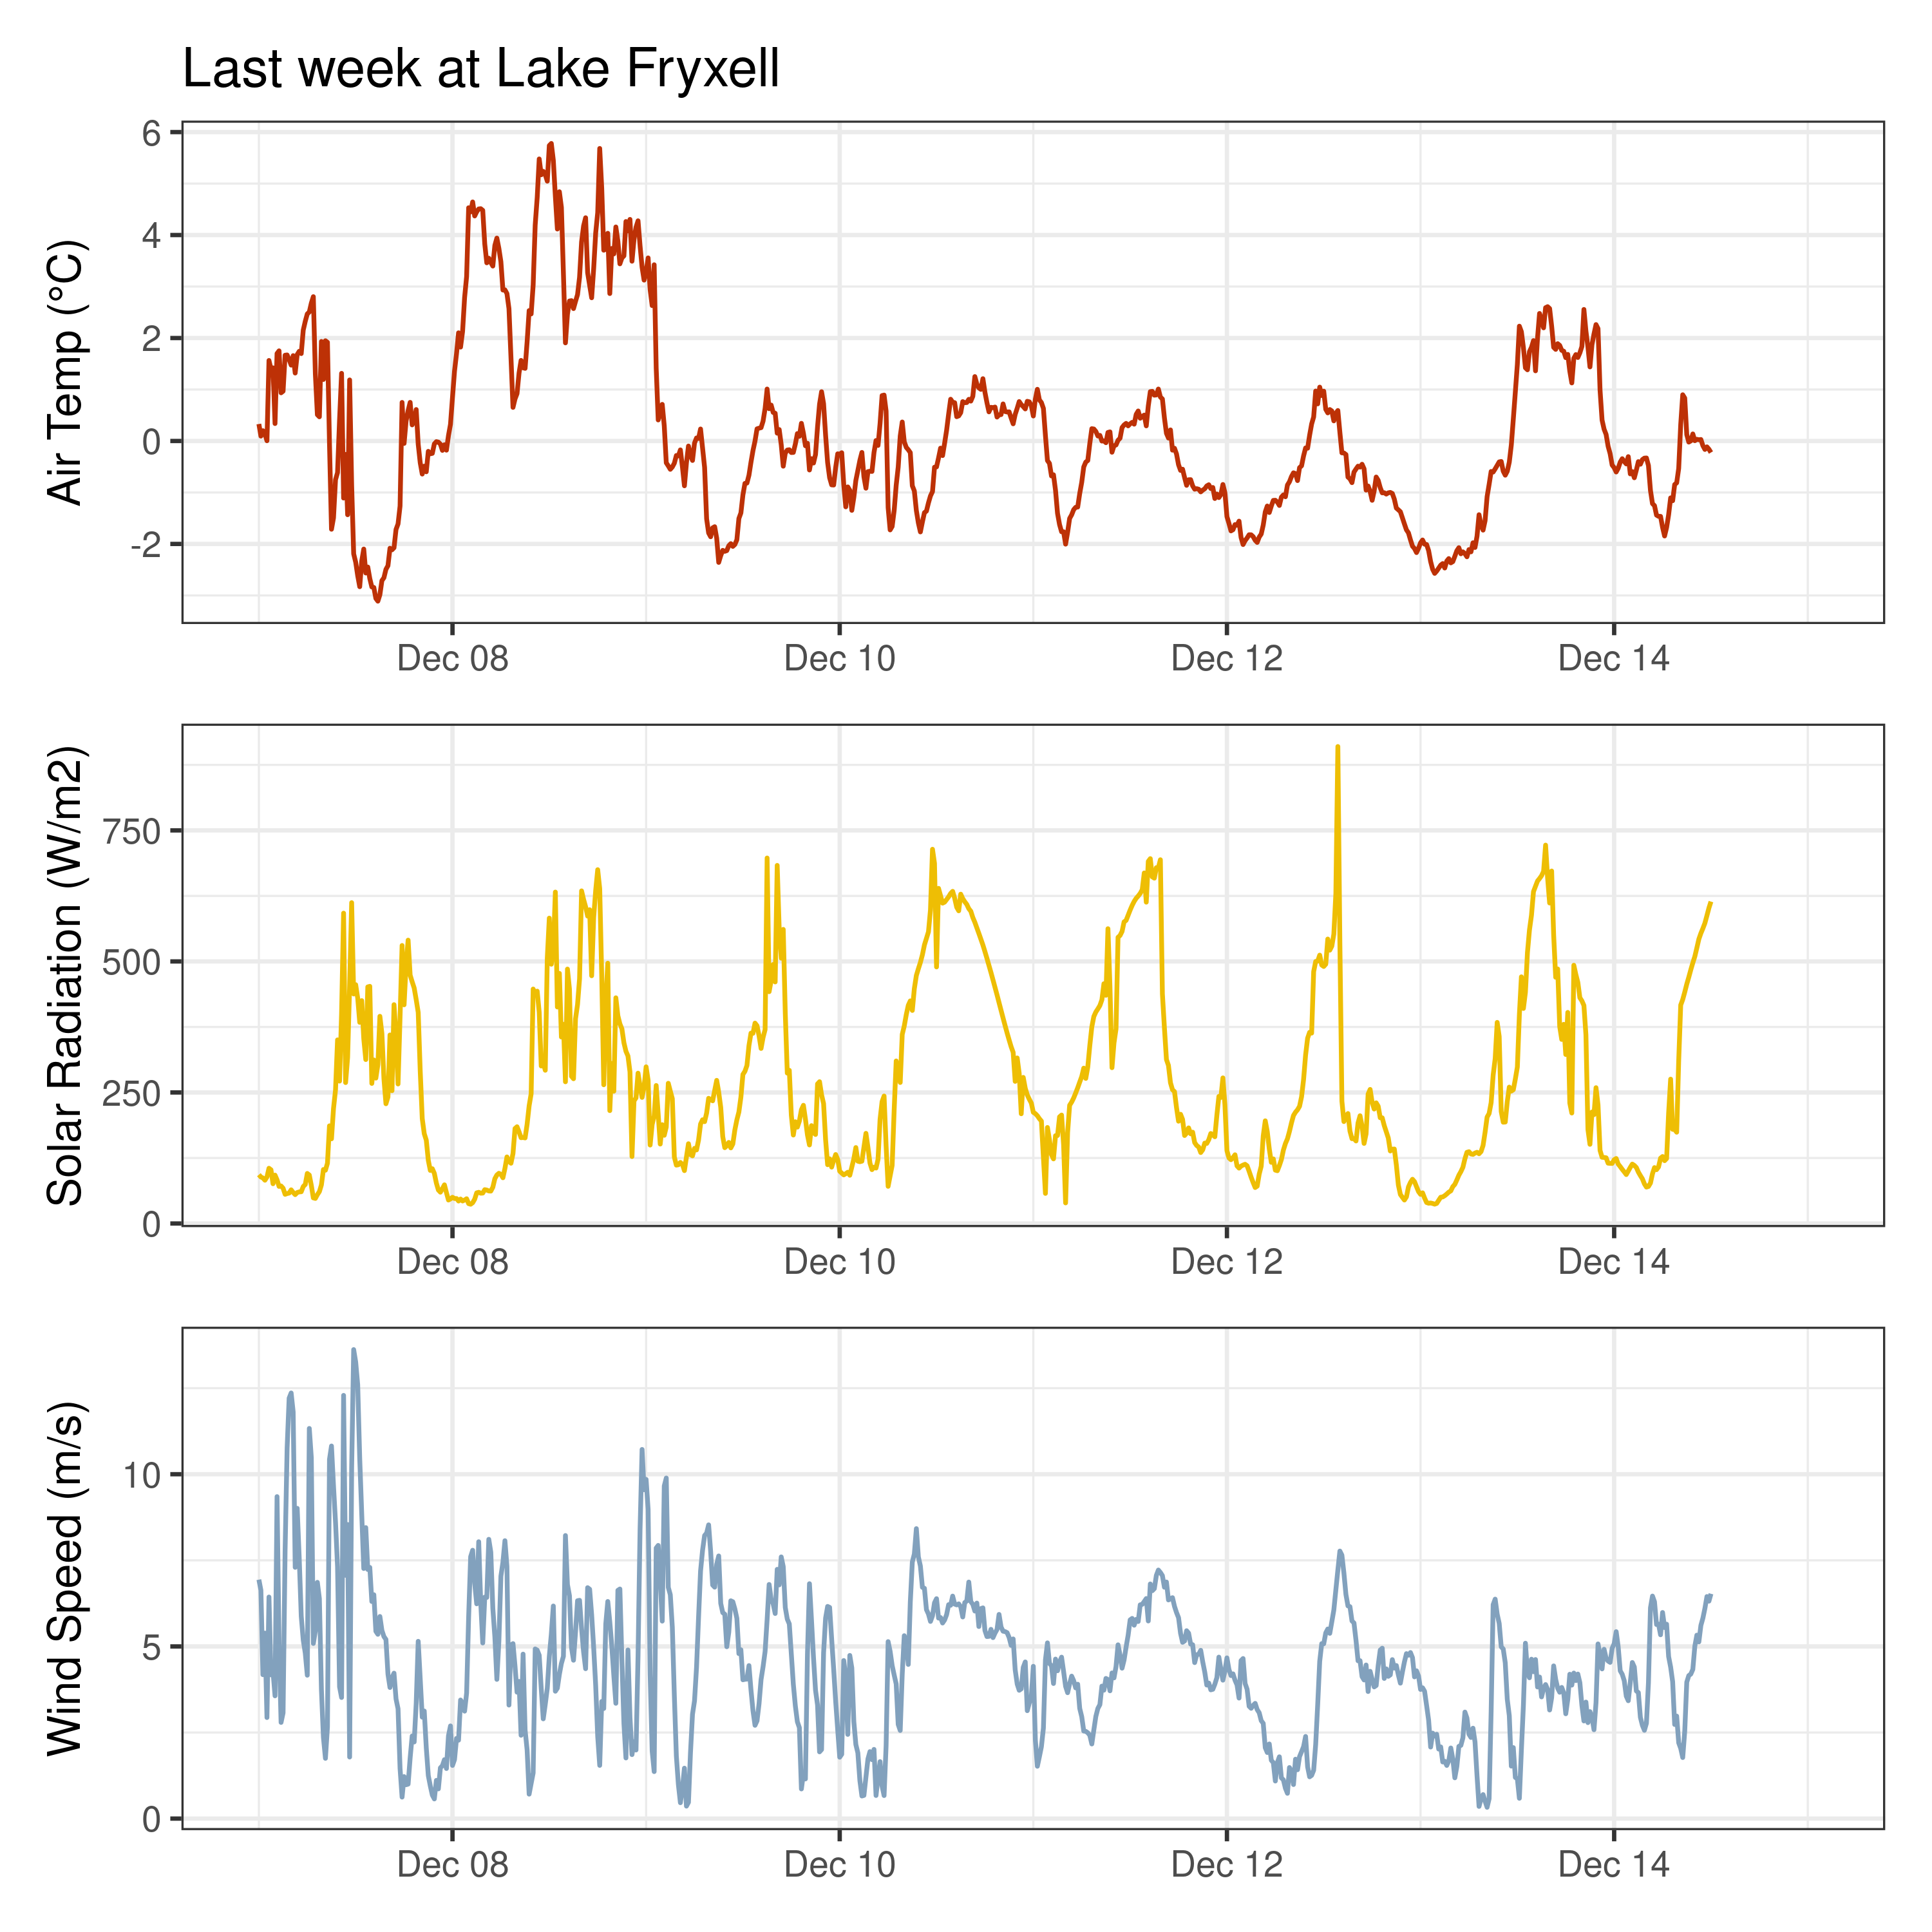 Last week at Lake Fryxell
Air Temp (°C)
6
4
2
0
-2
Dec 08 Dec 10 Dec 12 Dec 14
Solar Radiation (W/m2)
750
500
250
0
Dec 08 Dec 10 Dec 12 Dec 14
Wind Speed (m/s)
10
5
0
Dec 08 Dec 10 Dec 12 Dec 14